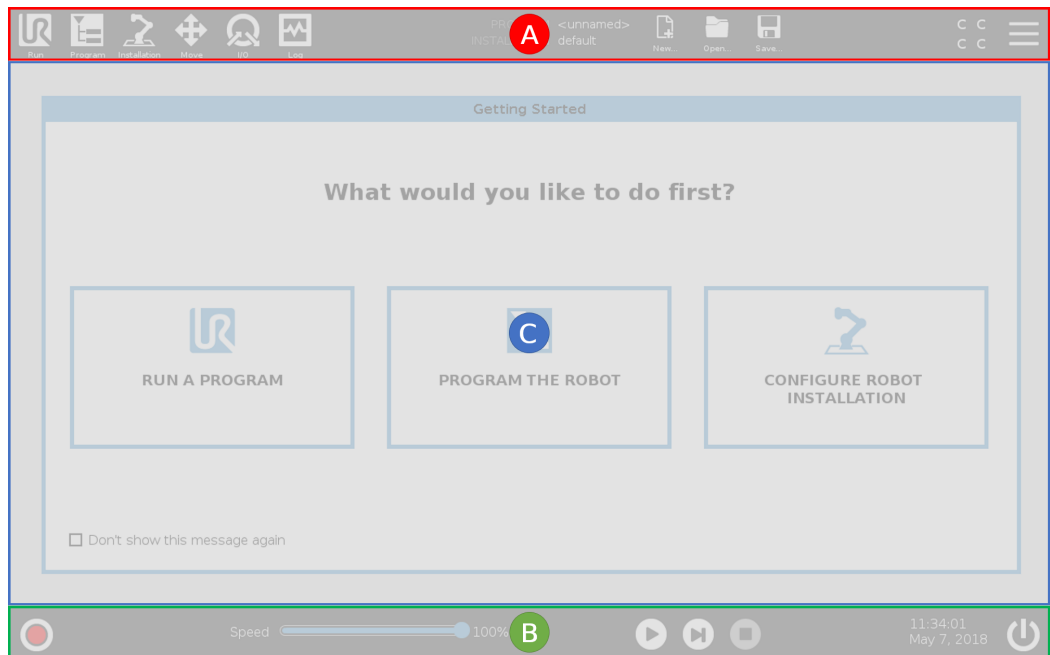 <unnamed>
default
Run
Program
Installation
Move
I/O
Log
A
New...
Open...
Save...
C C
C C
Getting Started
What would you like to do first?
C
RUN A PROGRAM
PROGRAM THE ROBOT
CONFIGURE ROBOT
INSTALLATION
Don't show this message again
Speed
100%
B
11:34:01
May 7, 2018